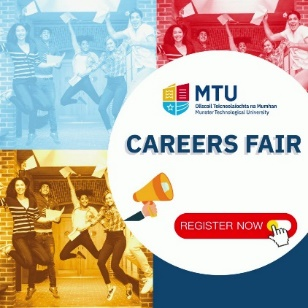 MTU
Ollscoil Teicneolaíochta na Mumhan
Munster Technological University
CAREERS FAIR
REGISTER NOW